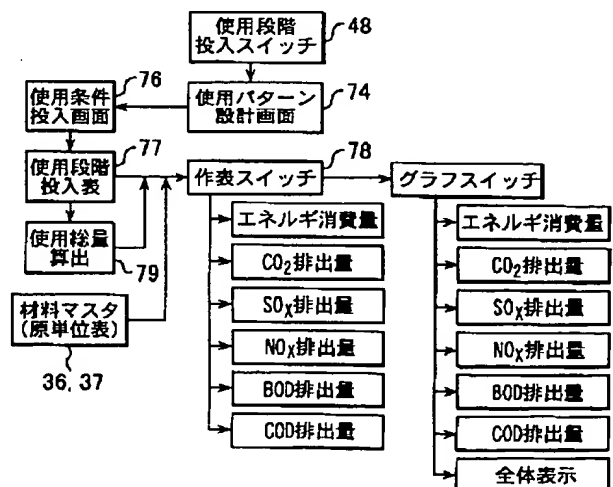 使用段階
投入スイッチ
48
76
使用条件
投入画面
使用パターン
設計画面
74
77
使用段階
投入表
78
作表スイッチ
グラフスイッチ
使用総量
算出
79
材料マスタ
(原単位表)
36, 37
エネルギ消費量
CO2排出量
SOX排出量
NOX排出量
BOD排出量
COD排出量
エネルギ消費量
CO2排出量
SOX排出量
NOX排出量
BOD排出量
COD排出量
全体表示